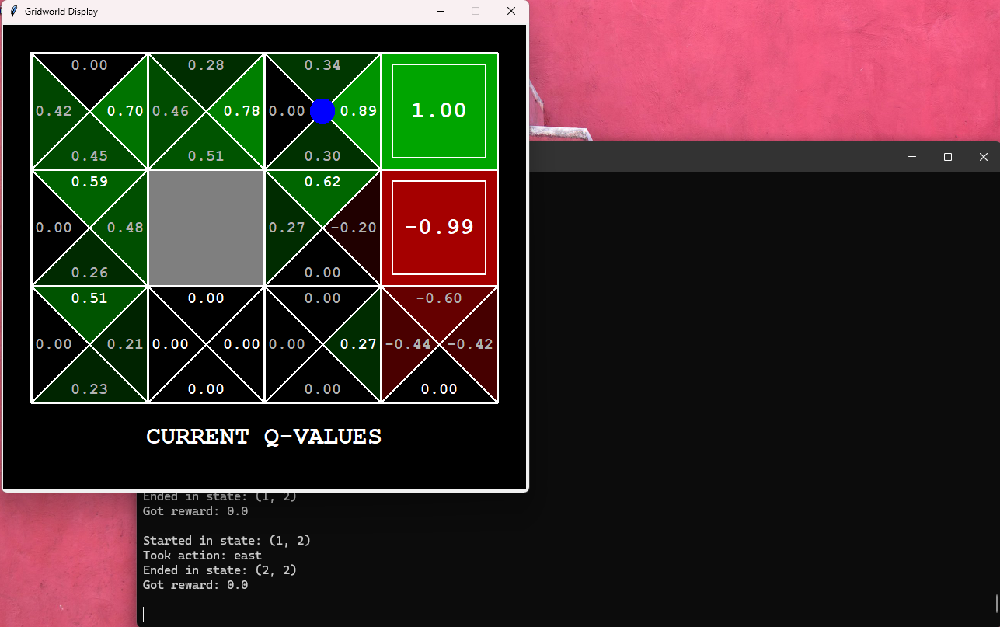 Gridworld Display
0.00 0.28 0.34
0.42 0.70 0.46 0.78 0.00 0.89 1.00
0.45 0.51 0.30
0.59 0.62
0.00 0.48 0.27 -0.20 -0.99
0.26 0.00
0.51 0.00 0.00 -0.60
0.00 0.21 0.00 0.00 0.00 0.27 -0.44 -0.42
0.23 0.00 0.00 0.00
CURRENT Q-VALUES
Ended in state: (1, 2)
Got reward: 0.0
Started in state: (1, 2)
Took action: east
Ended in state: (2, 2)
Got reward: 0.0